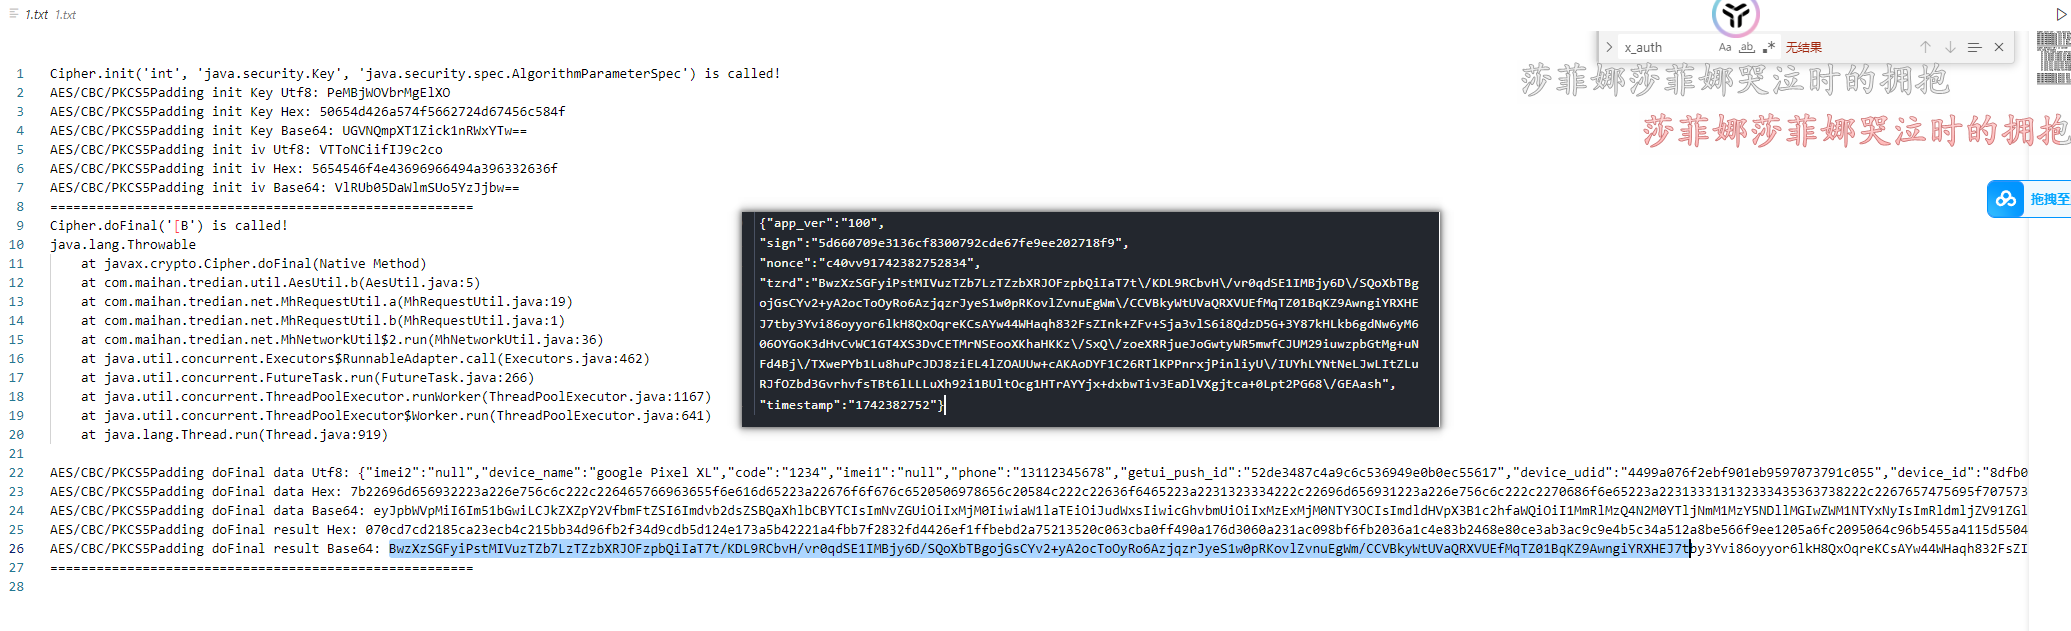 1.txt 1.txt
x_auth Aa ab .* 无结果
莎菲娜莎菲娜哭泣时的拥抱
莎菲娜莎菲娜哭泣时的拥抱
拖拽至
1 Cipher.init('int', 'java.security.Key', 'java.security.spec.AlgorithmParameterSpec') is called!
2 AES/CBC/PKCS5Padding init Key Utf8: PeMBjWOVbrMgElXO
3 AES/CBC/PKCS5Padding init Key Hex: 50654d426a574f5662724d67456c584f
4 AES/CBC/PKCS5Padding init Key Base64: UGVNQmpXT1Zick1nRWxYTw==
5 AES/CBC/PKCS5Padding init iv Utf8: VTToNCiifIJ9c2co
6 AES/CBC/PKCS5Padding init iv Hex: 5654546f4e43696966494a396332636f
7 AES/CBC/PKCS5Padding init iv Base64: VlRUb05DaWlmSUo5YzJjbw==
8 =======================================================
9 Cipher.doFinal('[B') is called!
10 java.lang.Throwable
11 at javax.crypto.Cipher.doFinal(Native Method)
12 at com.maihan.tredian.util.AesUtil.b(AesUtil.java:5)
13 at com.maihan.tredian.net.MhRequestUtil.a(MhRequestUtil.java:19)
14 at com.maihan.tredian.net.MhRequestUtil.b(MhRequestUtil.java:1)
15 at com.maihan.tredian.net.MhNetworkUtil$2.run(MhNetworkUtil.java:36)
16 at java.util.concurrent.Executors$RunnableAdapter.call(Executors.java:462)
17 at java.util.concurrent.FutureTask.run(FutureTask.java:266)
18 at java.util.concurrent.ThreadPoolExecutor.runWorker(ThreadPoolExecutor.java:1167)
19 at java.util.concurrent.ThreadPoolExecutor$Worker.run(ThreadPoolExecutor.java:641)
20 at java.lang.Thread.run(Thread.java:919)
21
{"app_ver":"100",
"sign":"5d660709e3136cf8300792cde67fe9ee202718f9",
"nonce":"c40vv91742382752834",
"tzrd":"BwzXzSGFyiPstMIVuzTZb7LzTZzbXRJOFzpbQiIaT7t\/KDL9RCbvH\/vr0qdSE1IMBjy6D\/SQoXbTBg
ojGsCYv2+yA2ocToOyRo6AzjqzrJyeS1w0pRKovlZvnuEgWm\/CCVBkyWtUVaQRXVUEfMqTZ01BqKZ9AwngiYRXHE
J7tby3Yvi86oyyor6lkH8QxOqreKCsAYw44WHaqh832FsZInk+ZFv+Sja3vlS6i8QdzD5G+3Y87kHLkb6gdNw6yM6
06OYGoK3dHvCvWC1GT4XS3DvCETMrNSEooXKhaHKKz\/SxQ\/zoeXRRjueJoGwtyWR5mwfCJUM29iuwzpbGtMg+uN
Fd4Bj\/TXwePYb1Lu8huPcJDJ8ziEL4lZOAUUw+cAKAoDYF1C26RTlKPPnrxjPinliyU\/IUYhLYNtNeLJwLItZLu
RJfOZbd3GvrhvfsTBt6lLLLuXh92i1BUltOcg1HTrAYYjx+dxbwTiv3EaDlVXgjtca+0Lpt2PG68\/GEAash",
"timestamp":"1742382752"}
22 AES/CBC/PKCS5Padding doFinal data Utf8: {"imei2":"null","device_name":"google Pixel XL","code":"1234","imei1":"null","phone":"13112345678","getui_push_id":"52de3487c4a9c6c536949e0b0ec55617","device_udid":"4499a076f2ebf901eb9597073791c055","device_id":"8dfb0
23 AES/CBC/PKCS5Padding doFinal data Hex: 7b22696d656932223a226e756c6c222c226465766963655f6e616d65223a22676f6f676c6520506978656c20584c222c22636f6465223a2231323334222c22696d656931223a226e756c6c222c2270686f6e65223a223133313132333435363738222c2267657475695f707573
24 AES/CBC/PKCS5Padding doFinal data Base64: eyJpbWVpMiI6Im51bGwiLCJkZXZpY2VfbmFtZSI6Imdvb2dsZSBQaXhlbCBYTCIsImNvZGUiOiIxMjM0IiwiaW1laTEiOiJudWxsIiwicGhvbmUiOiIxMzExMjM0NTY3OCIsImdldHVpX3B1c2hfaWQiOiI1MmRlMzQ4N2M0YTljNmM1MzY5NDllMGIwZWM1NTYxNyIsImRldmljZV91ZGl
25 AES/CBC/PKCS5Padding doFinal result Hex: 070cd7cd2185ca23ecb4c215bb34d96fb2f34d9cdb5d124e173a5b42221a4fbb7f2832fd4426ef1ffbebd2a75213520c063cba0ff490a176d3060a231ac098bf6fb2036a1c4e83b2468e80ce3ab3ac9c9e4b5c34a512a8be566f9ee1205a6fc2095064c96b5455a4115d5504
26 AES/CBC/PKCS5Padding doFinal result Base64: BwzXzSGFyiPstMIVuzTZb7LzTZzbXRJOFzpbQiIaT7t/KDL9RCbvH/vr0qdSE1IMBjy6D/SQoXbTBgojGsCYv2+yA2ocToOyRo6AzjqzrJyeS1w0pRKovlZvnuEgWm/CCVBkyWtUVaQRXVUEfMqTZ01BqKZ9AwngiYRXHEJ7tby3Yvi86oyyor6lkH8QxOqreKCsAYw44WHaqh832FsZI
27 =======================================================
28